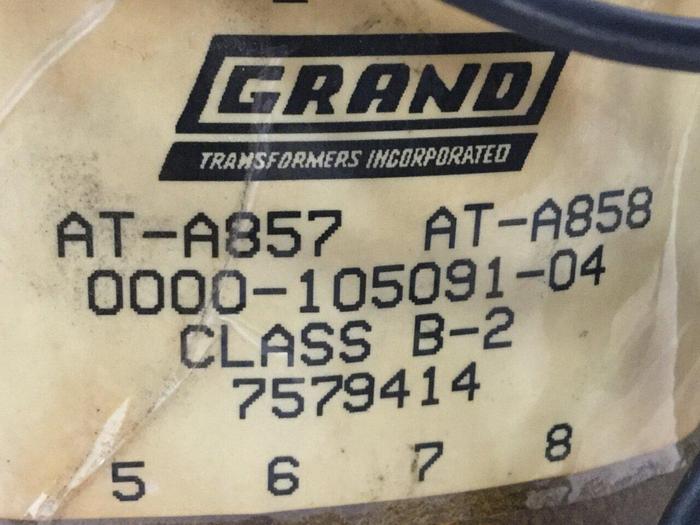 GRAND
TRANSFORMERS INCORPORATED
AT-A857 AT-A858
0000-105091-04
CLASS B-2
7579414
5 6 7 8